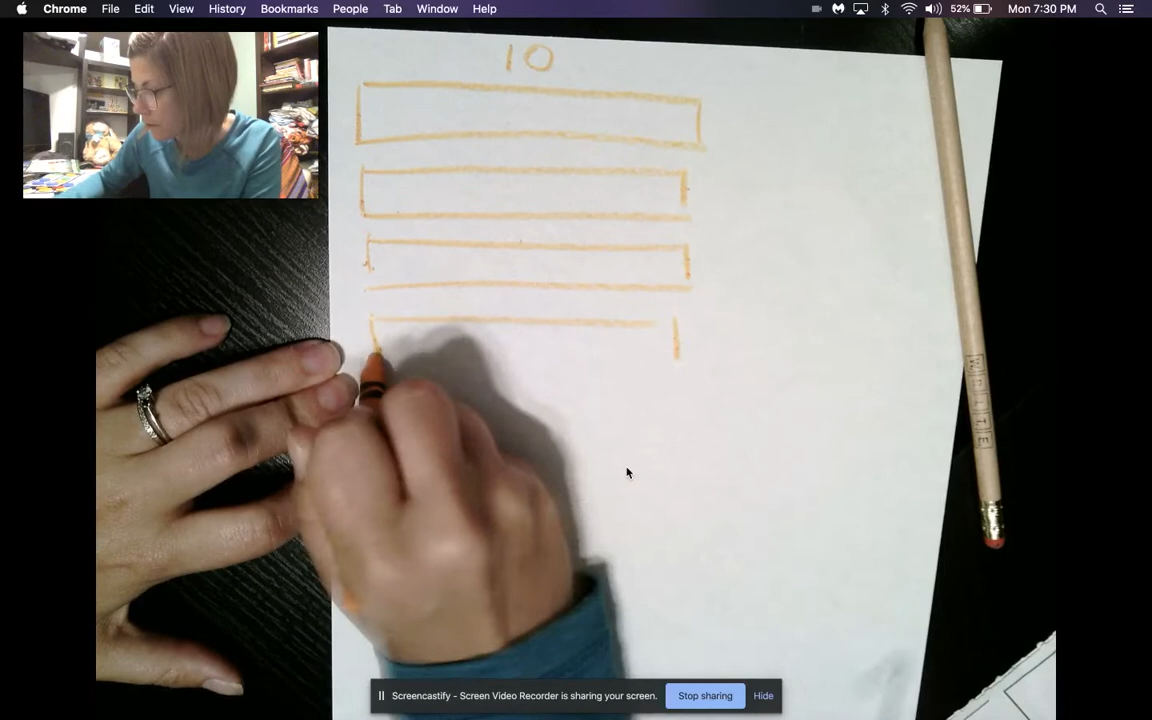 Chrome File Edit View History Bookmarks People Tab Window Help 52% Mon 7:30 PM
10
WRITE
Screencastify - Screen Video Recorder is sharing your screen. Stop sharing Hide